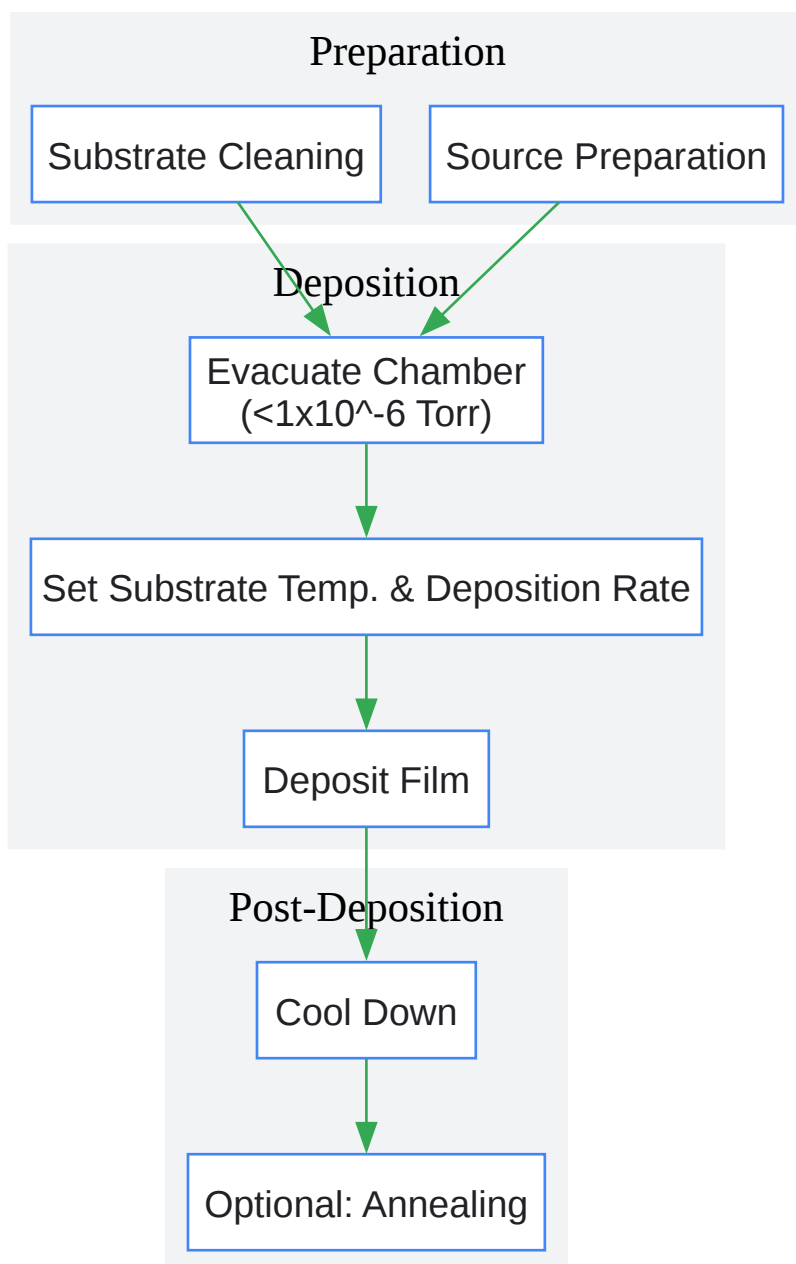 Preparation
Substrate Cleaning
Source Preparation
Deposition
Evacuate Chamber
(<1x10^-6 Torr)
Set Substrate Temp. & Deposition Rate
Deposit Film
Post-Deposition
Cool Down
Optional: Annealing